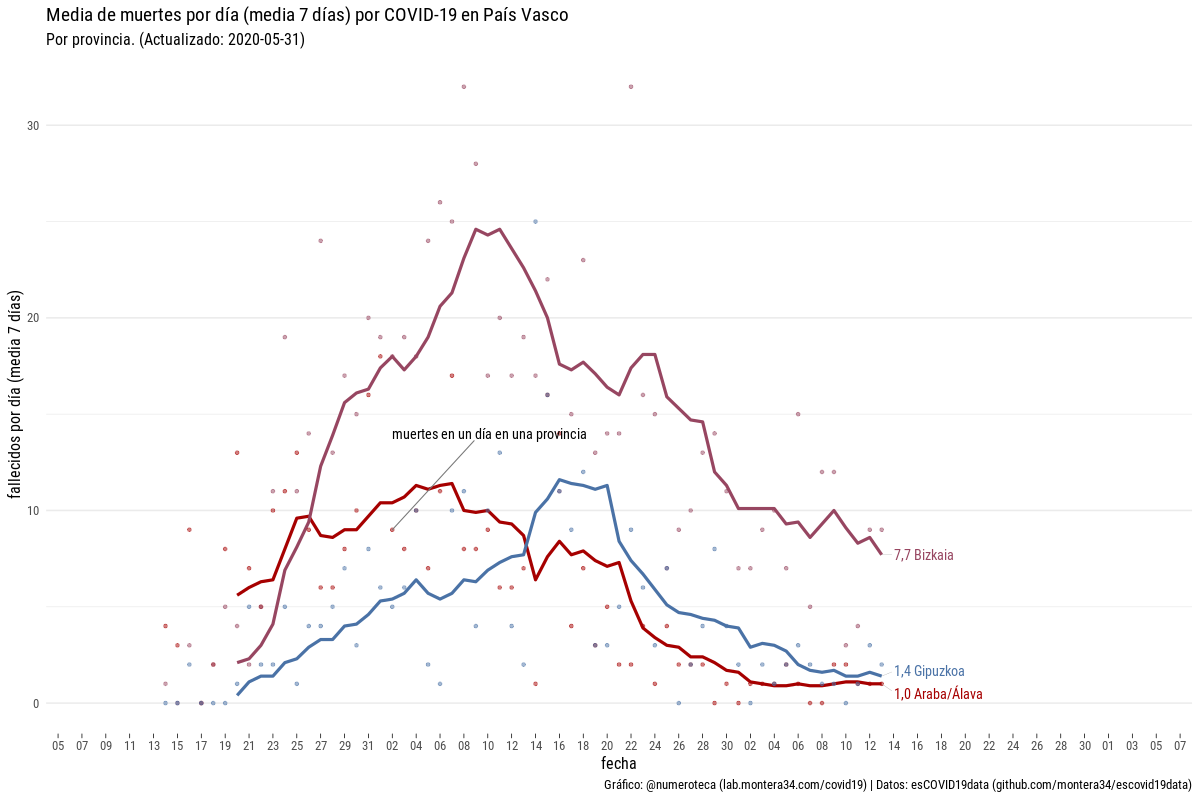 Media de muertes por día (media 7 días) por COVID-19 en País Vasco
Por provincia. (Actualizado: 2020-05-31)
fallecidos por día (media 7 días)
30
20
10
0
muertes en un día en una provincia
7,7 Bizkaia
1,4 Gipuzkoa
1,0 Araba/Álava
05 07 09 11 13 15 17 19 21 23 25 27 29 31 02 04 06 08 10 12 14 16 18 20 22 24 26 28 30 02 04 06 08 10 12 14 16 18 20 22 24 26 28 30 01 03 05 07
fecha
Gráfico: @numeroteca (lab.montera34.com/covid19) | Datos: esCOVID19data (github.com/montera34/escovid19data)